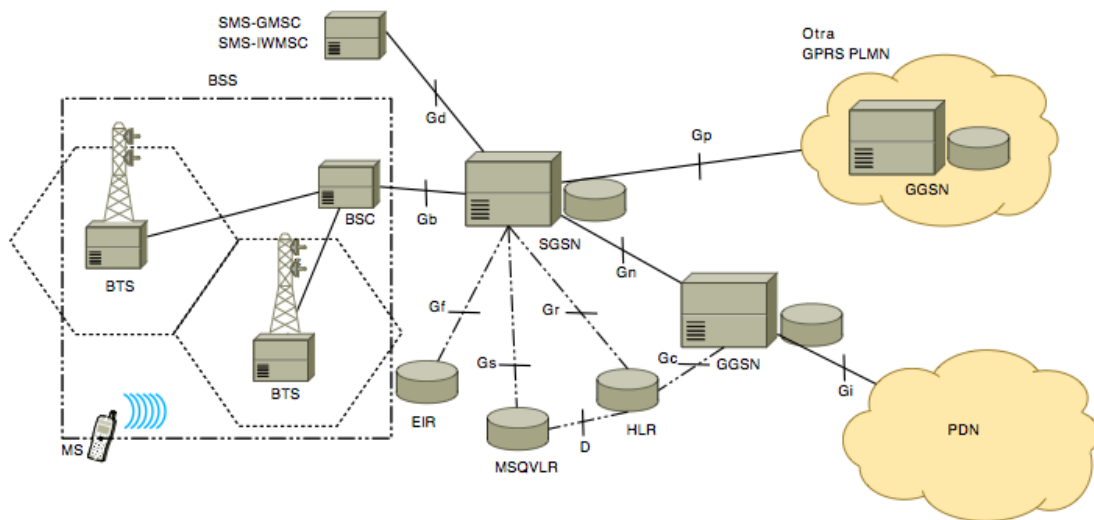 SMS-GMSC
SMS-IWMSC
Otra
GPRS PLMN
BSS
Gd
Gp
GGSN
BSC
Gb
SGSN
BTS
Gn
Gf
Gr
BTS
Gs
Gc
GGSN
Gi
EIR
HLR
D
MSQVLR
MS
PDN